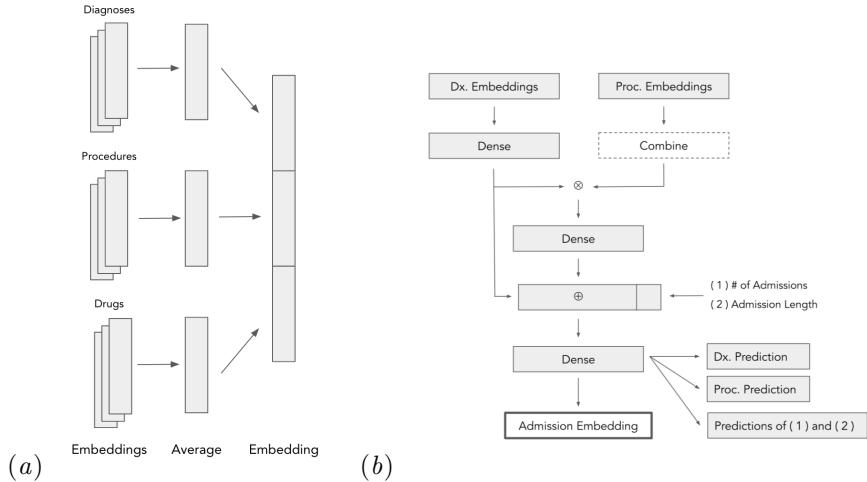 Diagnoses
Procedures
Drugs
Embeddings Average Embedding
(a)
Dx. Embeddings Proc. Embeddings
Dense Combine
⊗
Dense
⊕
( 1 ) # of Admissions
( 2 ) Admission Length
Dense
Dx. Prediction
Proc. Prediction
Admission Embedding
Predictions of ( 1 ) and ( 2 )
(b)